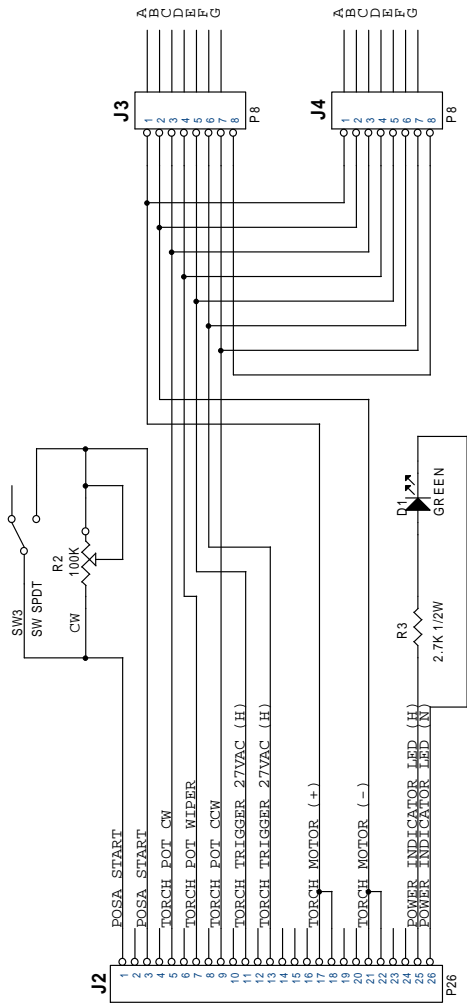 J2
1
2
3
4
5
6
7
8
9
10
11
12
13
14
15
16
17
18
19
20
21
22
23
24
25
26
P26
POSA START
POSA START
TORCH POT CW
TORCH POT WIPER
TORCH POT CCW
TORCH TRIGGER 27VAC (H)
TORCH TRIGGER 27VAC (H)
TORCH MOTOR (+)
TORCH MOTOR (-)
POWER INDICATOR LED (H)
POWER INDICATOR LED (N)
SW3
SW SPDT
CW
R2
100K
R3
2.7K 1/2W
D1
GREEN
J3
1
2
3
4
5
6
7
8
P8
A
B
C
D
E
F
G
J4
1
2
3
4
5
6
7
8
P8
A
B
C
D
E
F
G